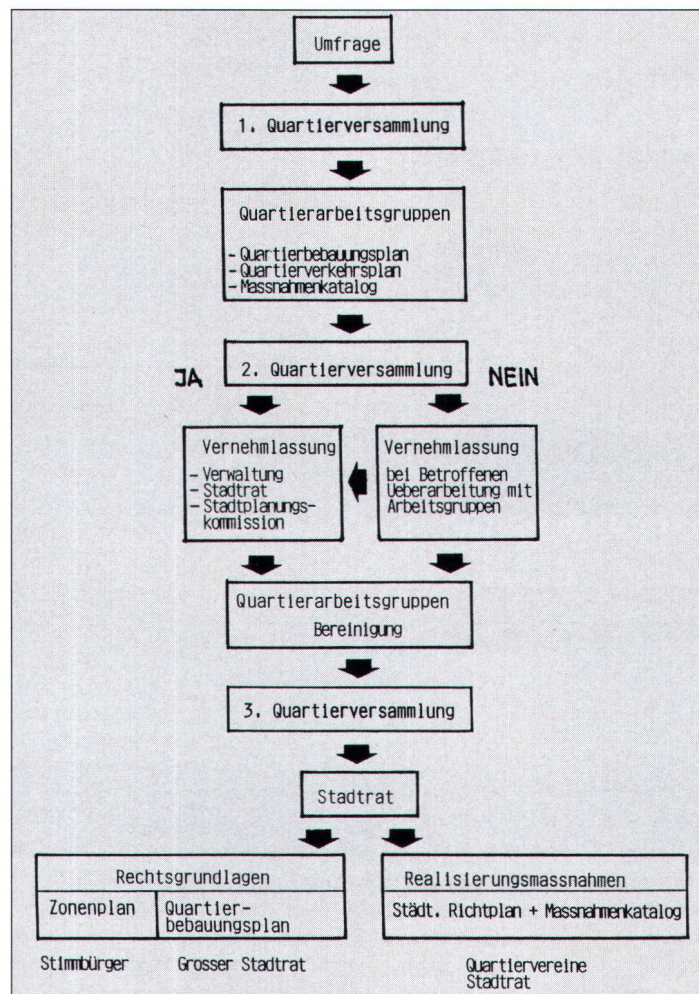 Umfrage
1. Quartierversammlung
Quartierarbeitsgruppen
- Quartierbebauungsplan
- Quartierverkehrsplan
- Massnahmenkatalog
2. Quartierversammlung
JA
NEIN
Vernehmlassung
- Verwaltung
- Stadtrat
- Stadtplanungs-
kommission
Vernehmlassung
bei Betroffenen
Ueberarbeitung mit
Arbeitsgruppen
Quartierarbeitsgruppen
Bereinigung
3. Quartierversammlung
Stadtrat
Rechtsgrundlagen
Zonenplan
Quartier-
bebauungsplan
Stimmbürger
Grosser Stadtrat
Realisierungsmassnahmen
Städt. Richtplan + Massnahmenkatalog
Quartiervereine
Stadtrat